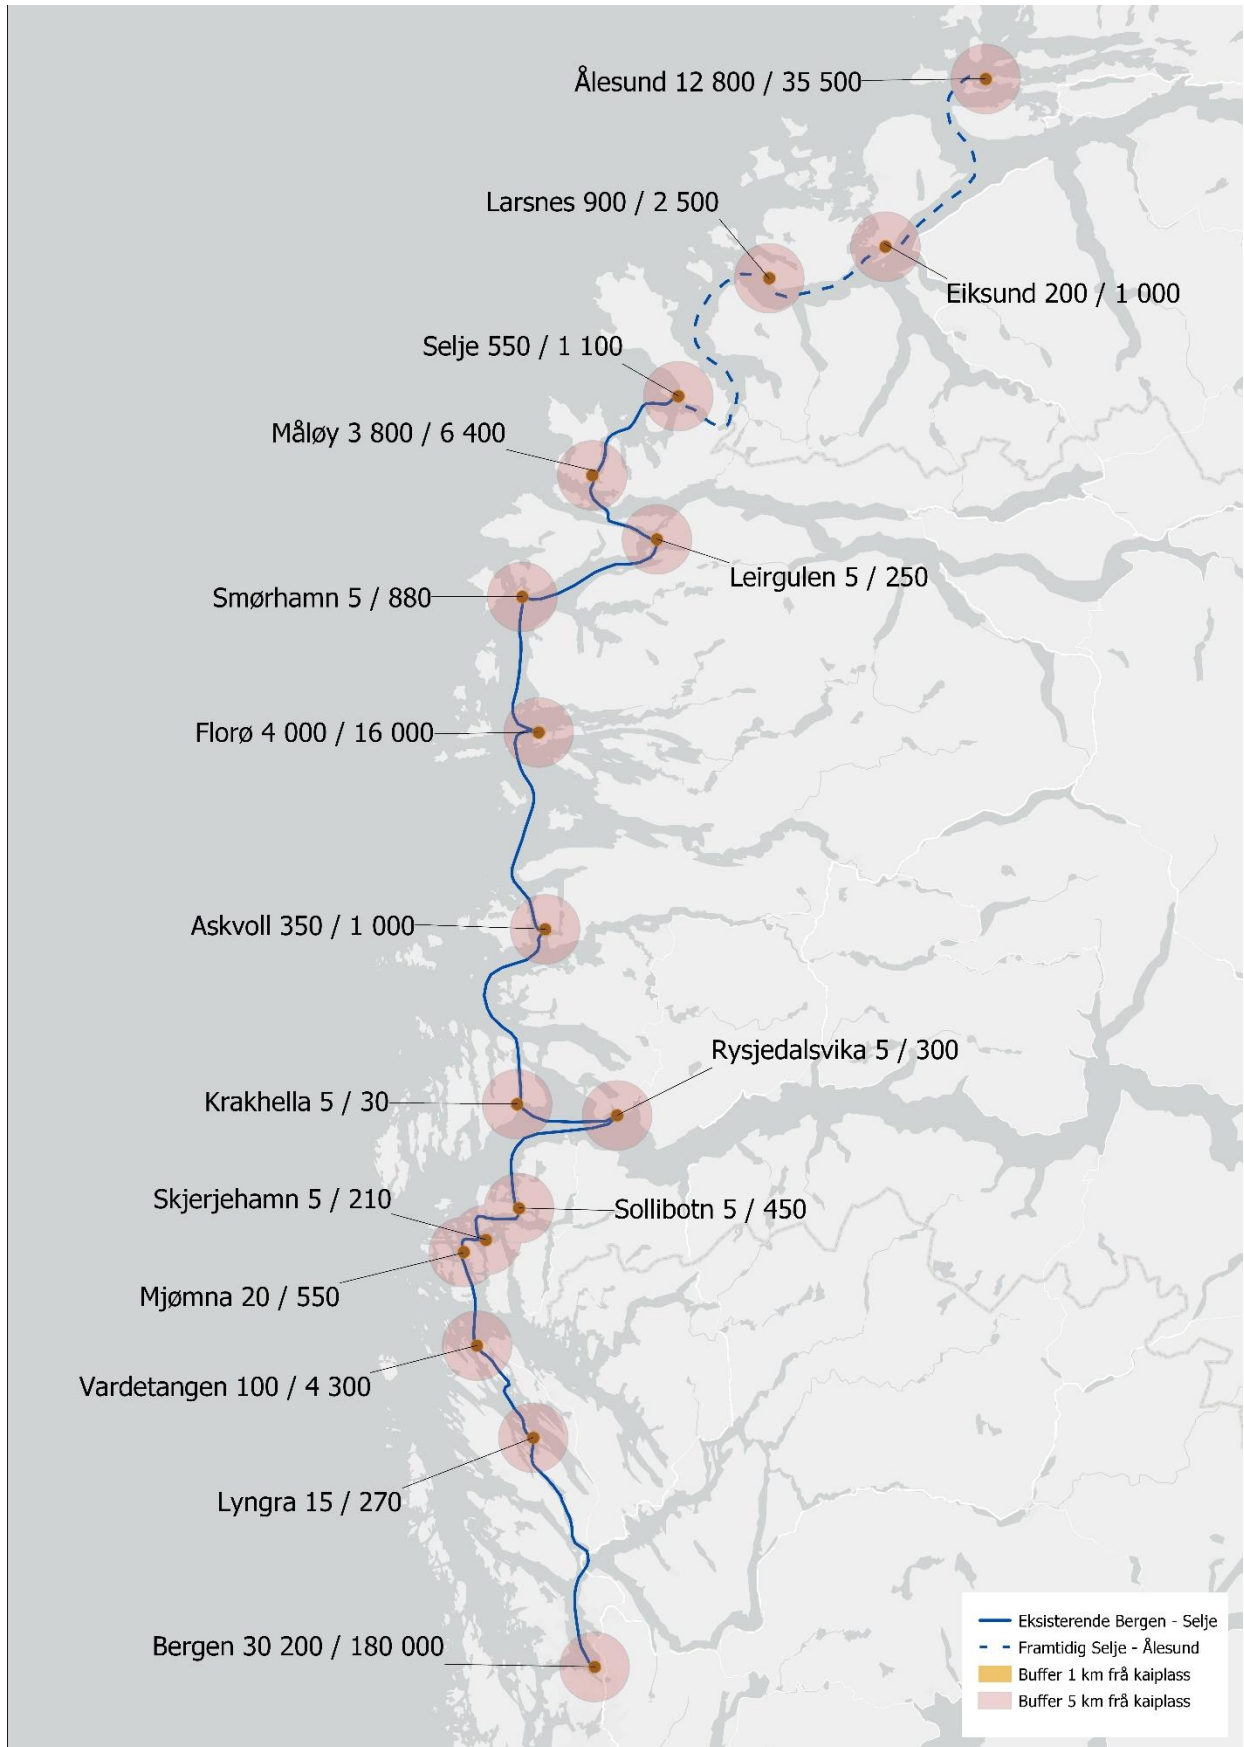 Ålesund 12 800 / 35 500
Larsnes 900 / 2 500
Eiksund 200 / 1 000
Selje 550 / 1 100
Måløy 3 800 / 6 400
Leirgulen 5 / 250
Smørhamn 5 / 880
Florø 4 000 / 16 000
Askvoll 350 / 1 000
Rysjedalsvika 5 / 300
Krakhella 5 / 30
Skjerjehamn 5 / 210
Sollibotn 5 / 450
Mjømna 20 / 550
Vardetangen 100 / 4 300
Lyngra 15 / 270
Bergen 30 200 / 180 000
Eksisterende Bergen - Selje
Framtidig Selje - Ålesund
Buffer 1 km frå kaiplass
Buffer 5 km frå kaiplass